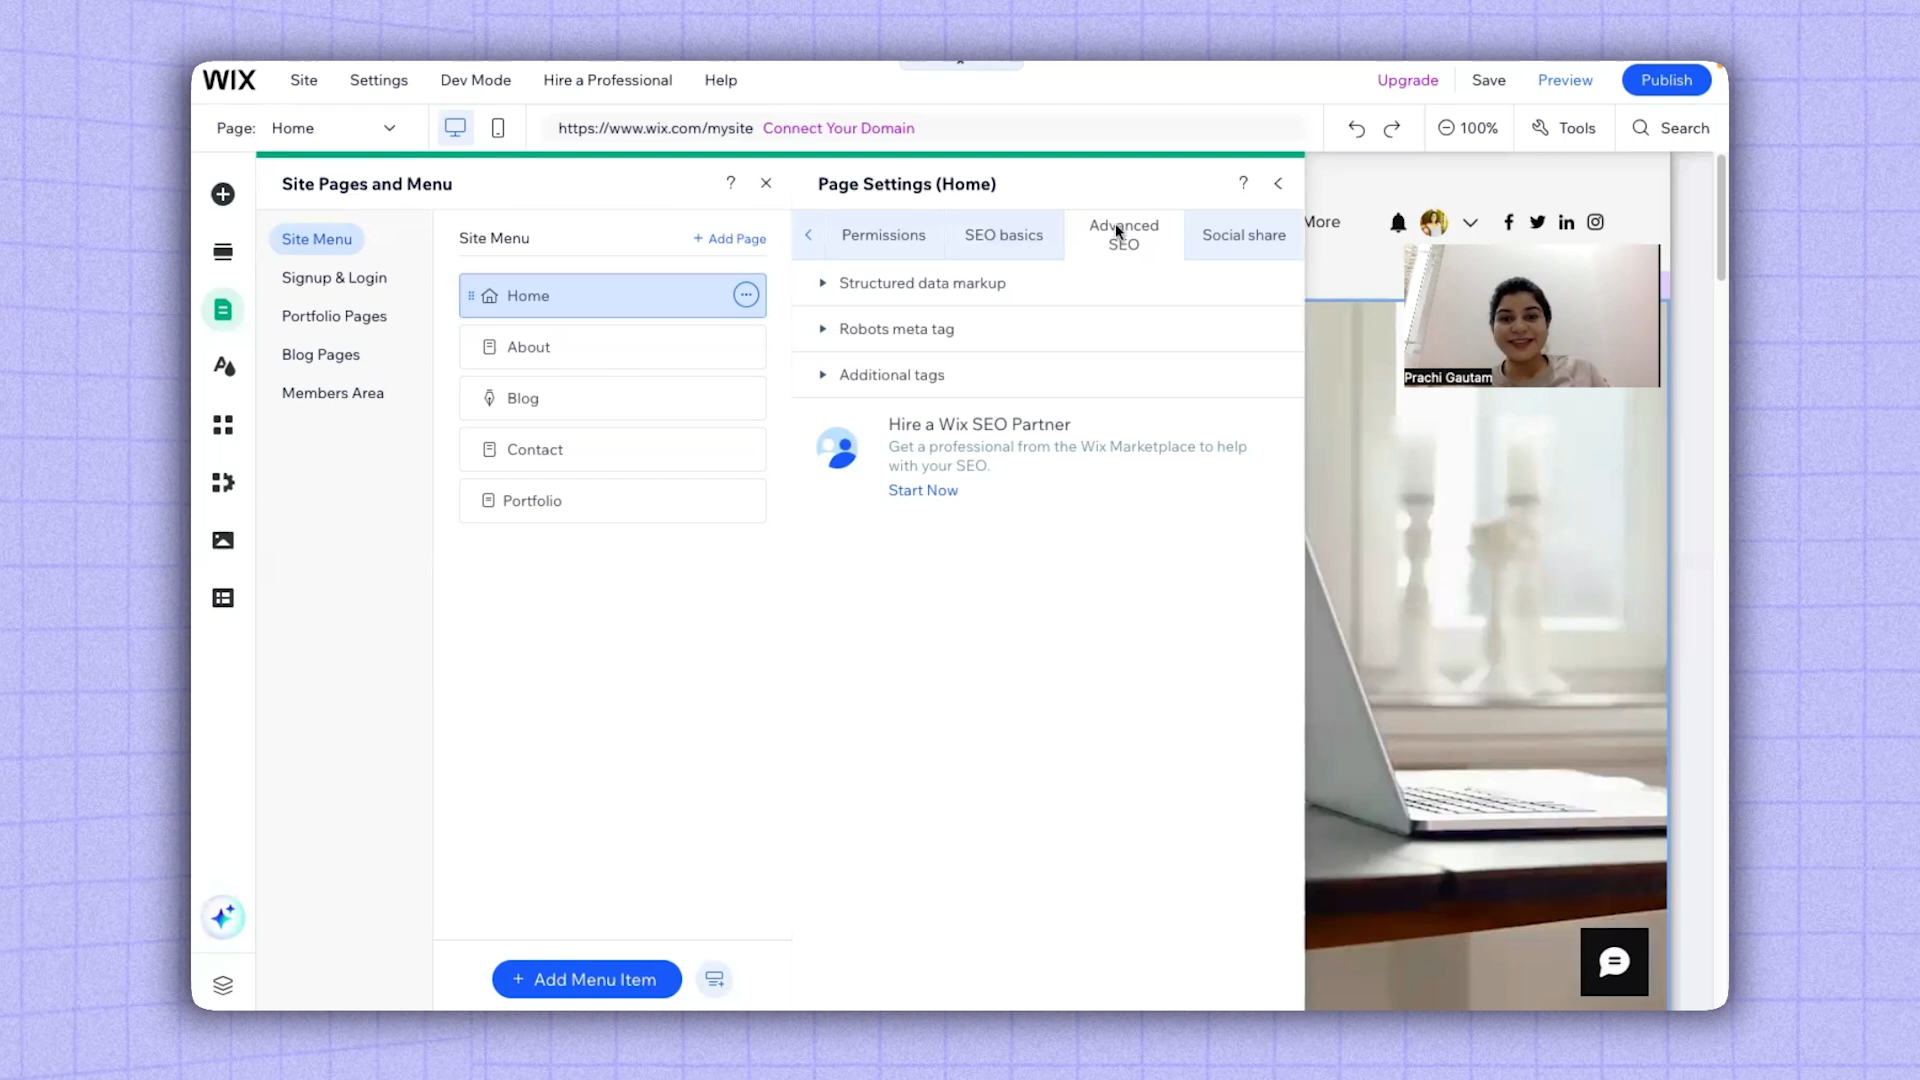 WIX Site Settings Dev Mode Hire a Professional Help Upgrade Save Preview Publish
Page: Home https://www.wix.com/mysite Connect Your Domain 100% Tools Search
Site Pages and Menu ? Page Settings (Home) ?
Site Menu
Signup & Login
Portfolio Pages
Blog Pages
Members Area
Site Menu + Add Page
Home
About
Blog
Contact
Portfolio
+ Add Menu Item
Permissions SEO basics Advanced SEO Social share
Structured data markup
Robots meta tag
Additional tags
Hire a Wix SEO Partner
Get a professional from the Wix Marketplace to help
with your SEO.
Start Now
More
Prachi Gautam